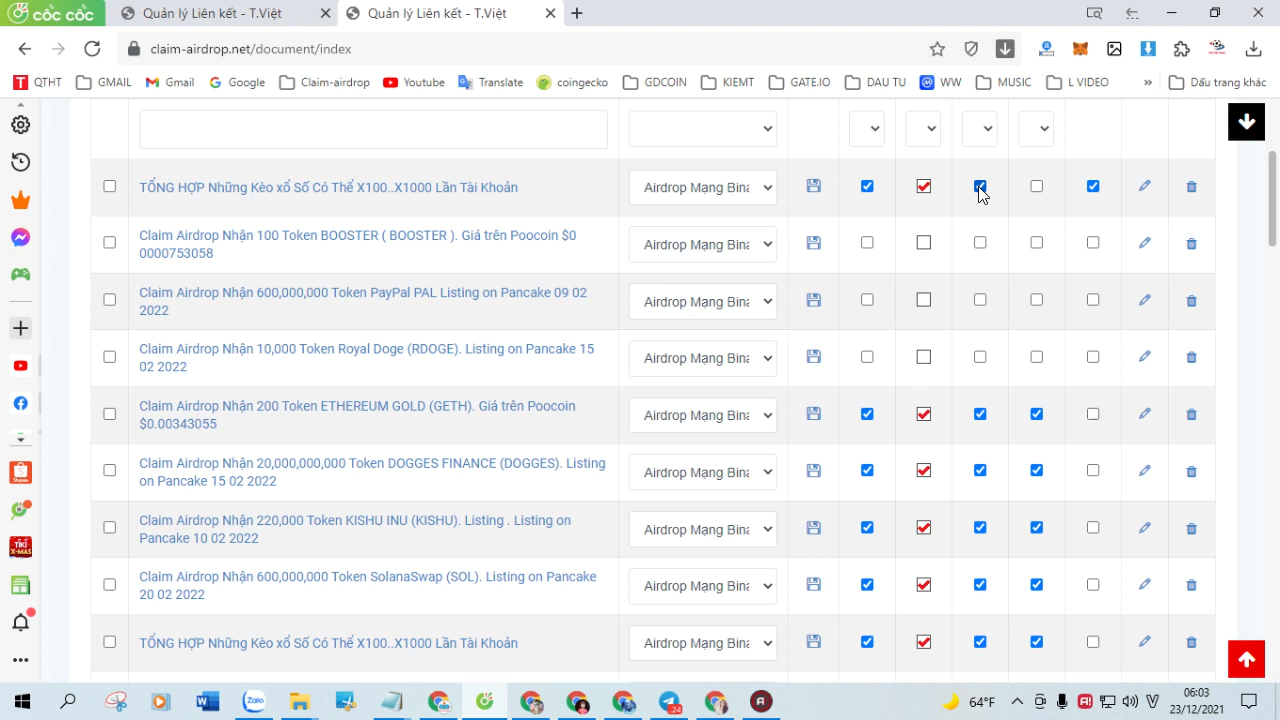 cốc cốc
Quản lý kết - T.Việt
Quản lý kết - T.Việt
claim-airdrop.net/document/index
QTHT
GMAIL
Gmail
Google
Claim-airdrop
Youtube
Translate
coingecko
GDCOIN
KIEMT
GATE.IO
DAU TU
WW
MUSIC
L VIDEO
Dấu trang khác
TỔNG HỢP Những Kèo xổ Số Có Thể X100..X1000 Lần Tài Khoản
Airdrop Mạng Bina
Claim Airdrop Nhận 100 Token BOOSTER ( BOOSTER ). Giá trên Poocoin $0
0000753058
Airdrop Mạng Bina
Claim Airdrop Nhận 600,000,000 Token PayPal PAL Listing on Pancake 09 02
2022
Airdrop Mạng Bina
Claim Airdrop Nhận 10,000 Token Royal Doge (RDOGE). Listing on Pancake 15
02 2022
Airdrop Mạng Bina
Claim Airdrop Nhận 200 Token ETHEREUM GOLD (GETH). Giá trên Poocoin
$0.00343055
Airdrop Mạng Bina
Claim Airdrop Nhận 20,000,000,000 Token DOGGES FINANCE (DOGGES). Listing
on Pancake 15 02 2022
Airdrop Mạng Bina
Claim Airdrop Nhận 220,000 Token KISHU INU (KISHU). Listing . Listing on
Pancake 10 02 2022
Airdrop Mạng Bina
Claim Airdrop Nhận 600,000,000 Token SolanaSwap (SOL). Listing on Pancake
20 02 2022
Airdrop Mạng Bina
TỔNG HỢP Những Kèo xổ Số Có Thể X100..X1000 Lần Tài Khoản
Airdrop Mạng Bina
Zalo
24
64°F
06:03
23/12/2021